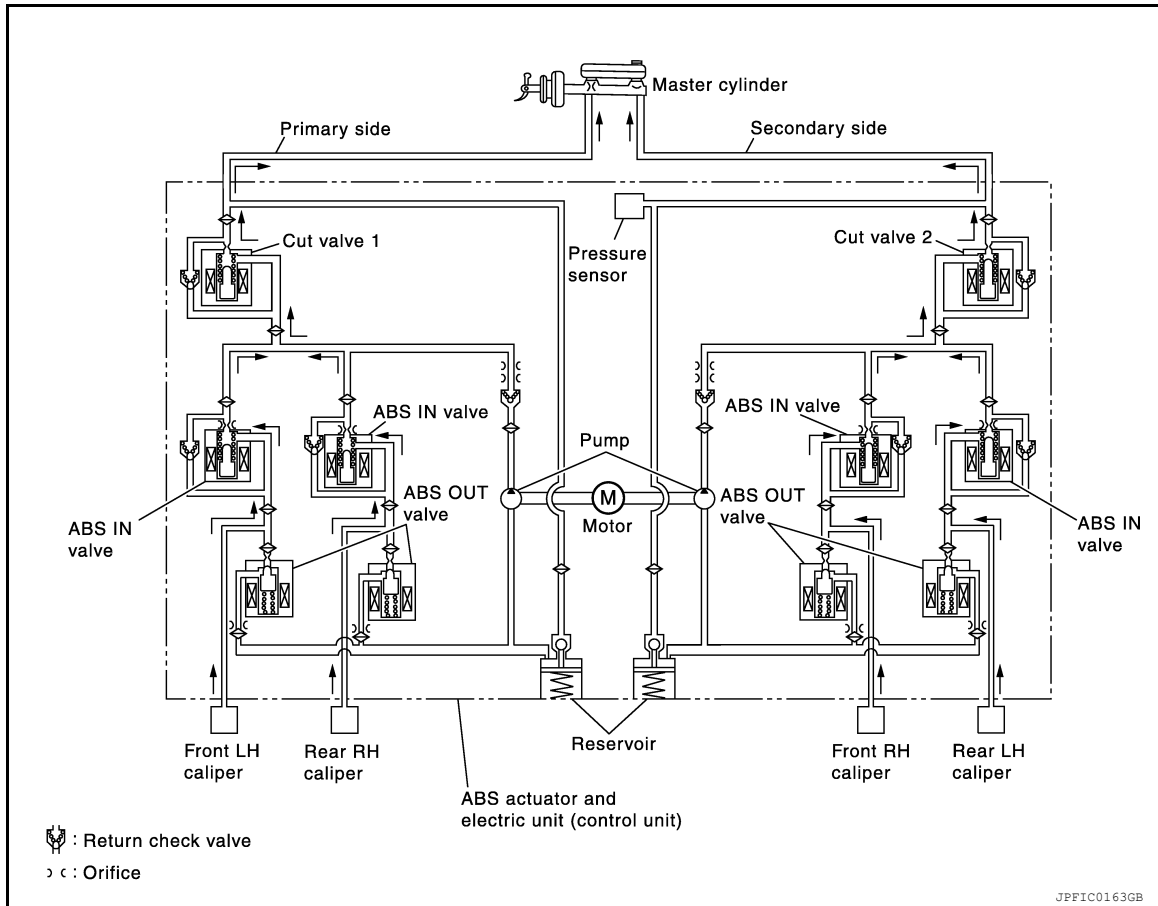 Master cylinder
Primary side
Secondary side
Cut valve 1
Pressure
sensor
Cut valve 2
ABS IN valve
ABS IN valve
Pump
ABS OUT
valve
M
Motor
ABS OUT
valve
ABS IN
valve
ABS IN
valve
Reservoir
Front LH
caliper
Rear RH
caliper
Front RH
caliper
Rear LH
caliper
ABS actuator and
electric unit (control unit)
: Return check valve
: Orifice
JPFIC0163GB